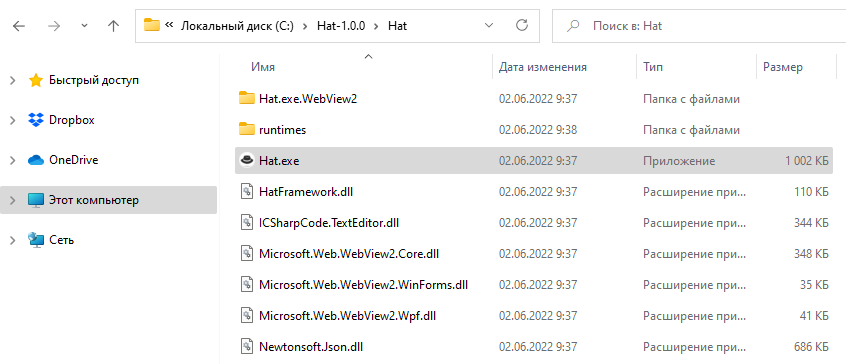 « Локальный диск (C:) > Hat-1.0.0 > Hat
Поиск в: Hat
Быстрый доступ
Dropbox
OneDrive
Этот компьютер
Сеть
Имя Дата изменения Тип Размер
Hat.exe.WebView2 02.06.2022 9:37 Папка с файлами
runtimes 02.06.2022 9:38 Папка с файлами
Hat.exe 02.06.2022 9:37 Приложение 1 002 КБ
HatFramework.dll 02.06.2022 9:37 Расширение при... 110 КБ
ICSharpCode.TextEditor.dll 02.06.2022 9:37 Расширение при... 344 КБ
Microsoft.Web.WebView2.Core.dll 02.06.2022 9:37 Расширение при... 348 КБ
Microsoft.Web.WebView2.WinForms.dll 02.06.2022 9:37 Расширение при... 35 КБ
Microsoft.Web.WebView2.Wpf.dll 02.06.2022 9:37 Расширение при... 41 КБ
Newtonsoft.Json.dll 02.06.2022 9:37 Расширение при... 686 КБ